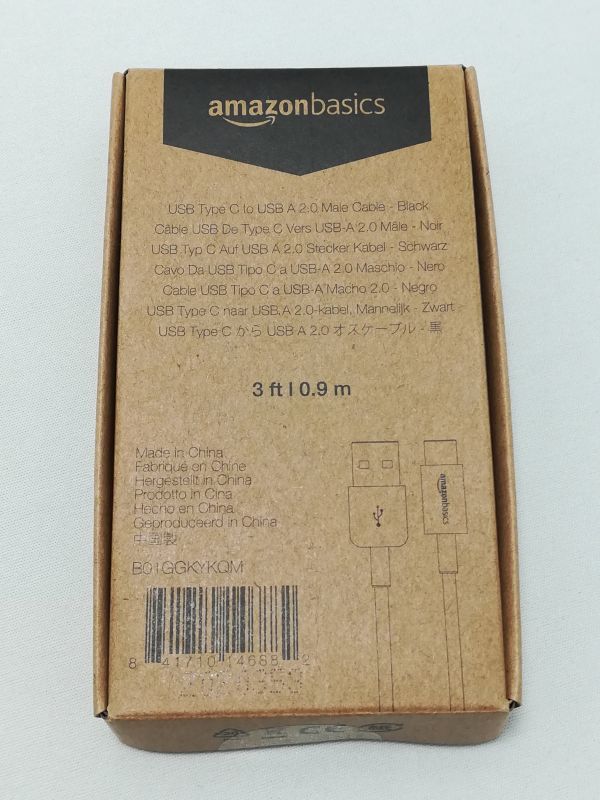 amazonbasics
USB Type C to USB A 2.0 Male Cable - Black
Câble USB De Type C Vers USB-A 2.0 Mâle - Noir
USB Typ C Auf USB A 2.0 Stecker Kabel - Schwarz
Cavo Da USB Tipo C a USB-A 2.0 Maschio - Nero
Cable USB Tipo C a USB-A Macho 2.0 - Negro
USB Type C naar USB A 2.0-kabel, Mannelijk - Zwart
USB Type C から USB A 2.0 オスケーブル - 黒
3 ft | 0.9 m
Made in China
Fabriqué en Chine
Hergestellt in China
Prodotto in Cina
Hecho en China
Geproduceerd in China
中国製
B01GGKYKQM
amazonbasics
8 41710 14688 2